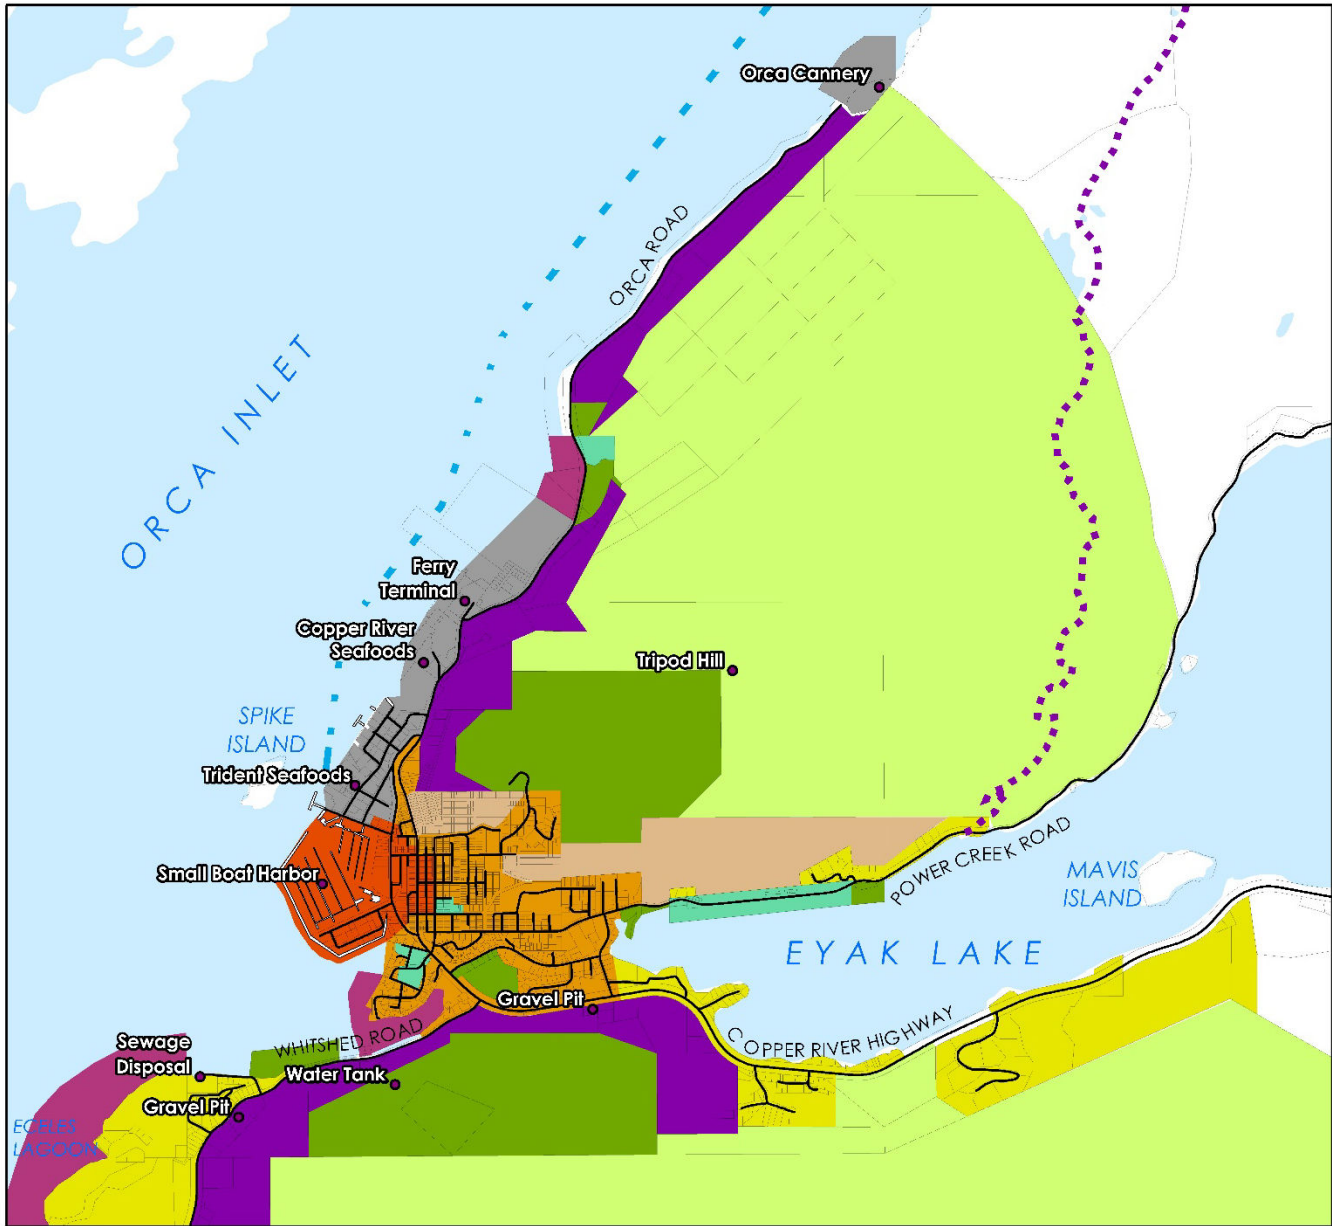 Orca Cannery
ORCA ROAD
ORCA INLET
Ferry
Terminal
Copper River
Seafoods
Tripod Hill
SPIKE
ISLAND
Trident Seafoods
POWER CREEK ROAD
MAVIS
ISLAND
Small Boat Harbor
EYAK LAKE
Gravel Pit
COPPER RIVER HIGHWAY
WHITSHED ROAD
Sewage
Disposal
Water Tank
Gravel Pit
ECELES
LAGOON